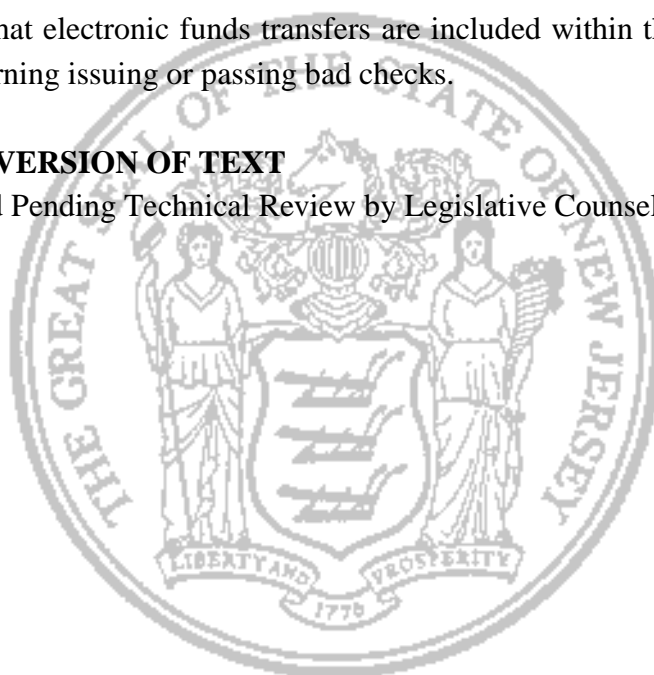 hat electronic funds transfers are included within t
rning issuing or passing bad checks.
VERSION OF TEXT
d Pending Technical Review by Legislative Counsel
THE GREAT SEAL OF THE STATE OF NEW JERSEY
LIBERTY AND PROSPERITY
1776